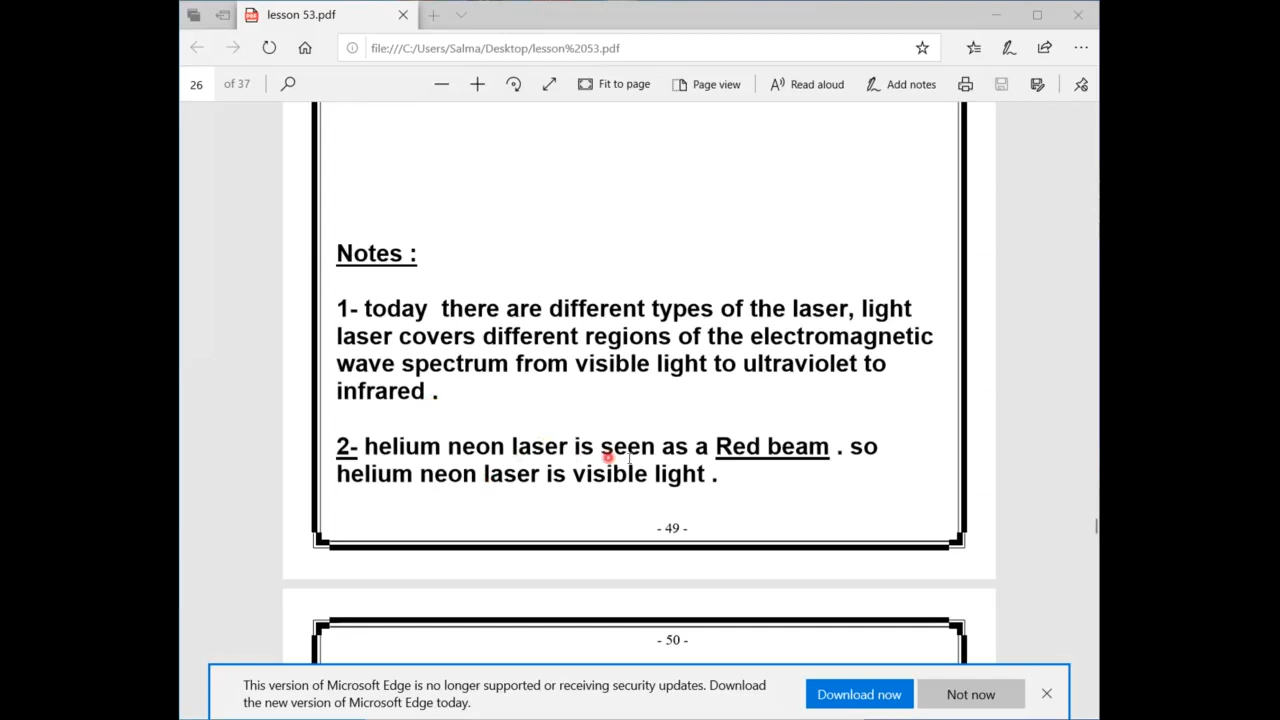 lesson 53.pdf
file:///C:/Users/Salma/Desktop/lesson%2053.pdf
26 of 37 Fit to page Page view Read aloud Add notes
Notes :
1- today there are different types of the laser, light
laser covers different regions of the electromagnetic
wave spectrum from visible light to ultraviolet to
infrared .
2- helium neon laser is seen as a Red beam . so
helium neon laser is visible light .
- 49 -
- 50 -
This version of Microsoft Edge is no longer supported or receiving security updates. Download
the new version of Microsoft Edge today.
Download now Not now